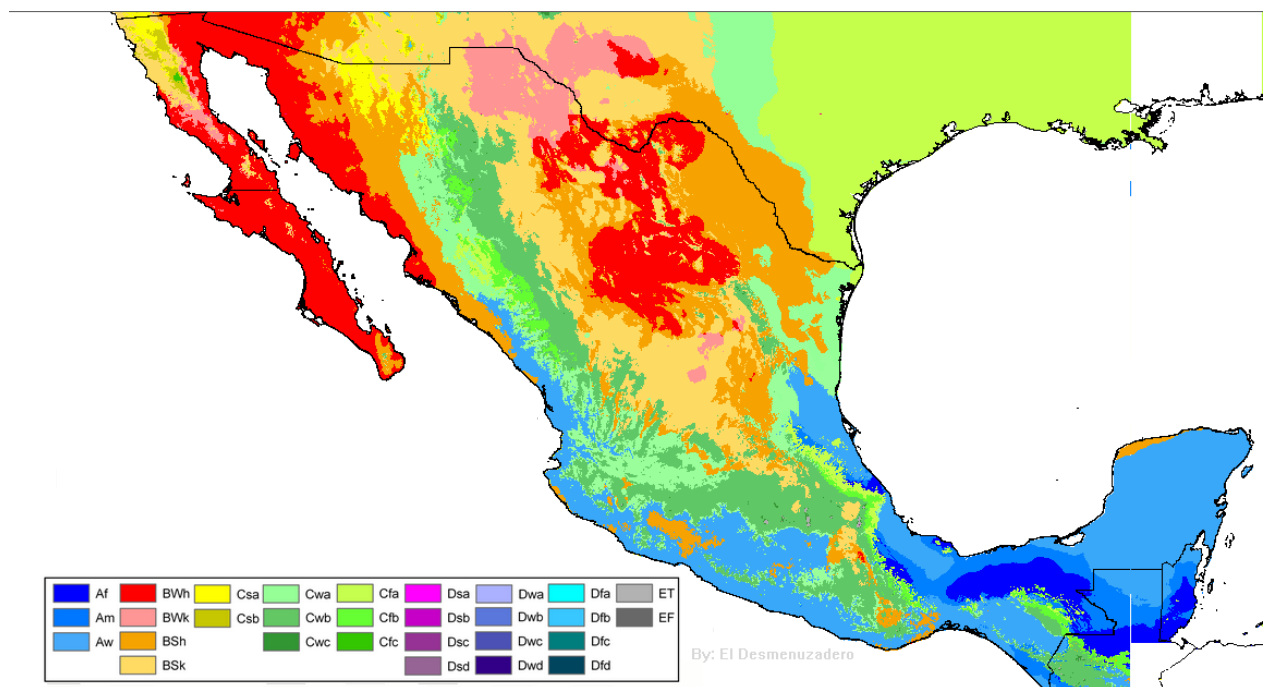 By: El Desmenuzadero
Af BWh Csa Cwa Cfa Dsa Dwa Dfa ET
Am BWk Csb Cwb Cfb Dsb Dwb Dfb EF
Aw BSh Cwc Cfc Dsc Dwc Dfc
BSk Dsd Dwd Dfd